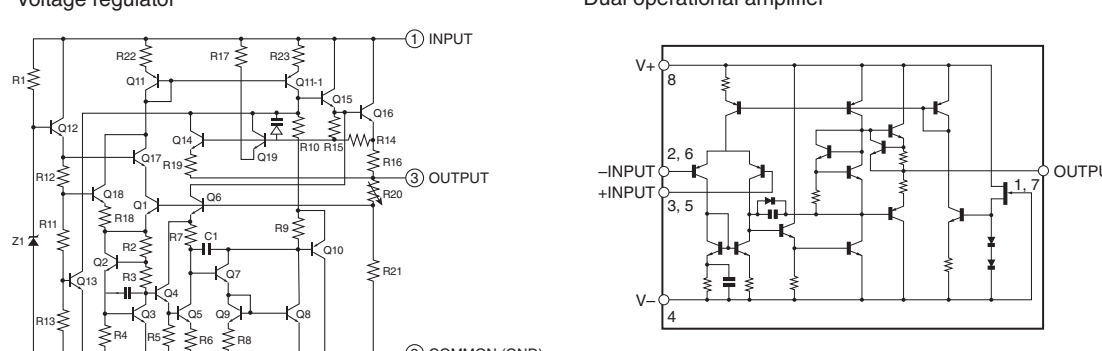 Voltage regulator
① INPUT
R22
R17
R23
R1
Q11
Q11-1
Q15
Q16
Q12
Q14
R14
R19
Q19
R10
R15
R16
Q17
R12
③ OUTPUT
Q18
Q6
R20
R18
Q1
R11
R7
C1
R9
Z1
R2
Q10
Q2
Q7
R21
Q13
R3
Q4
R13
Q3
Q5
Q9
Q8
R4
R5
R6
R8
② COMMON (GND)
Dual operational amplifier
V+
8
2, 6
–INPUT
+INPUT
3, 5
OUTPU
1, 7
V–
4